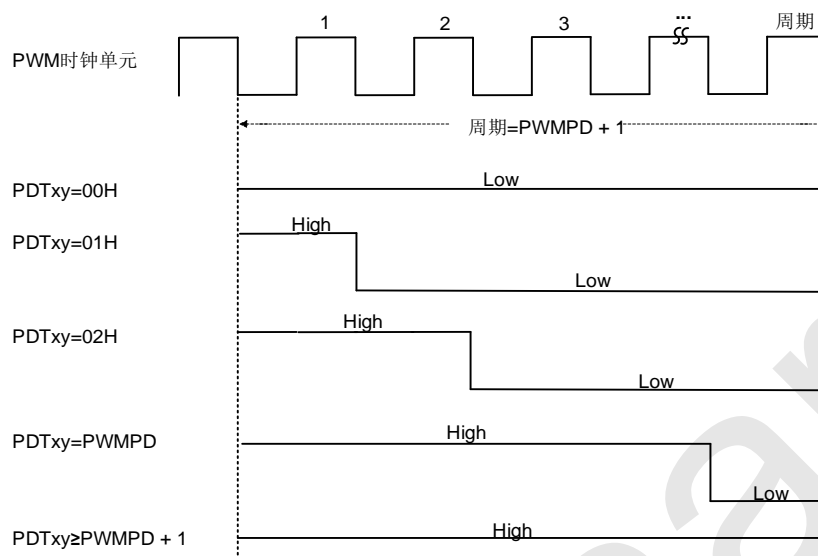 1 2 3 ... 周期
PWM时钟单元
周期=PWMPD + 1
PDTxy=00H Low
PDTxy=01H High Low
PDTxy=02H High Low
PDTxy=PWMPD High Low
PDTxy≥PWMPD + 1 High